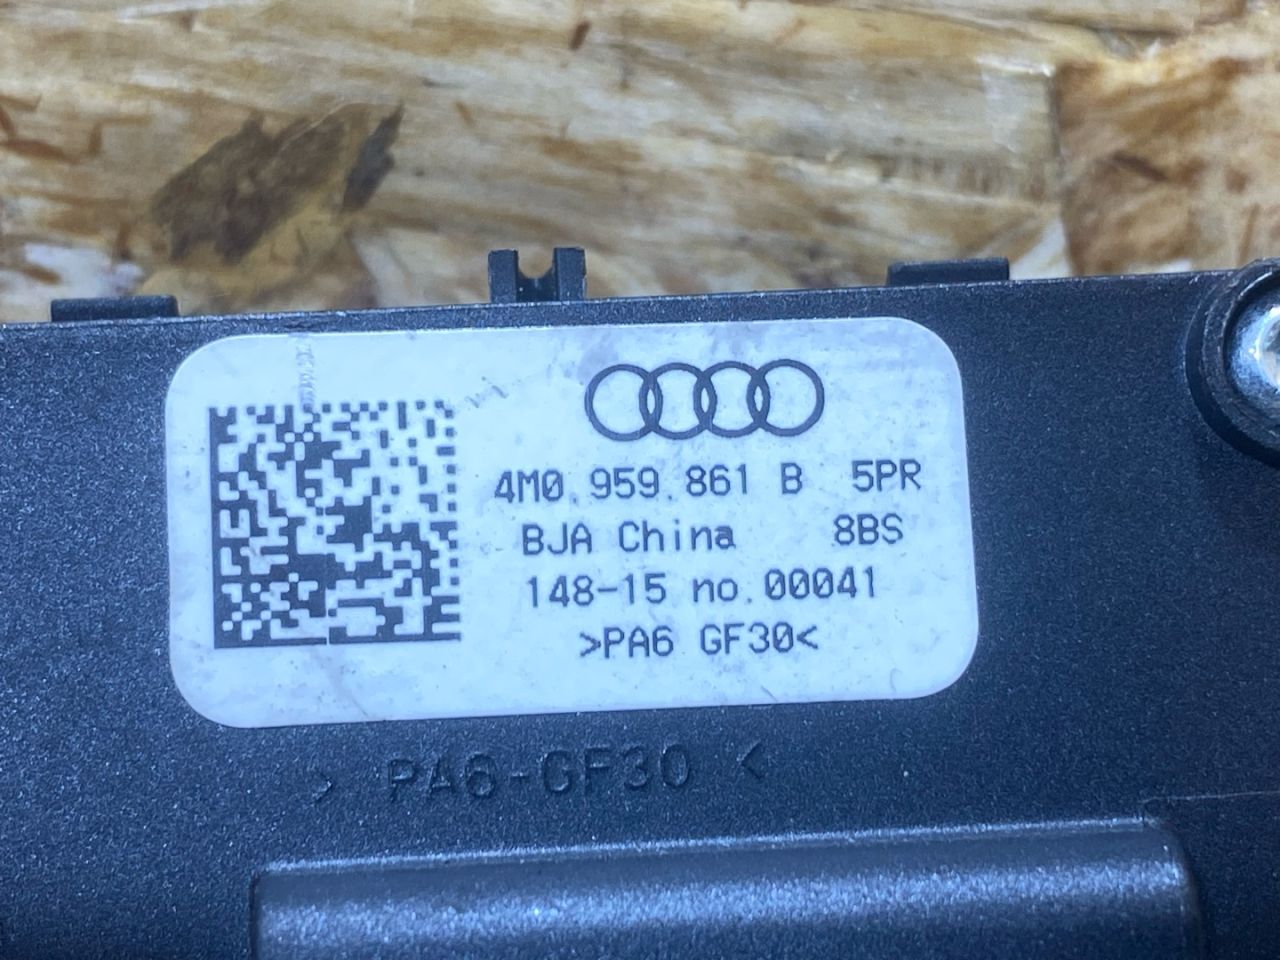 4M0.959.861 B 5PR
BJA China 8BS
148-15 no.00041
>PA6 GF30<
> PA6-GF30 <